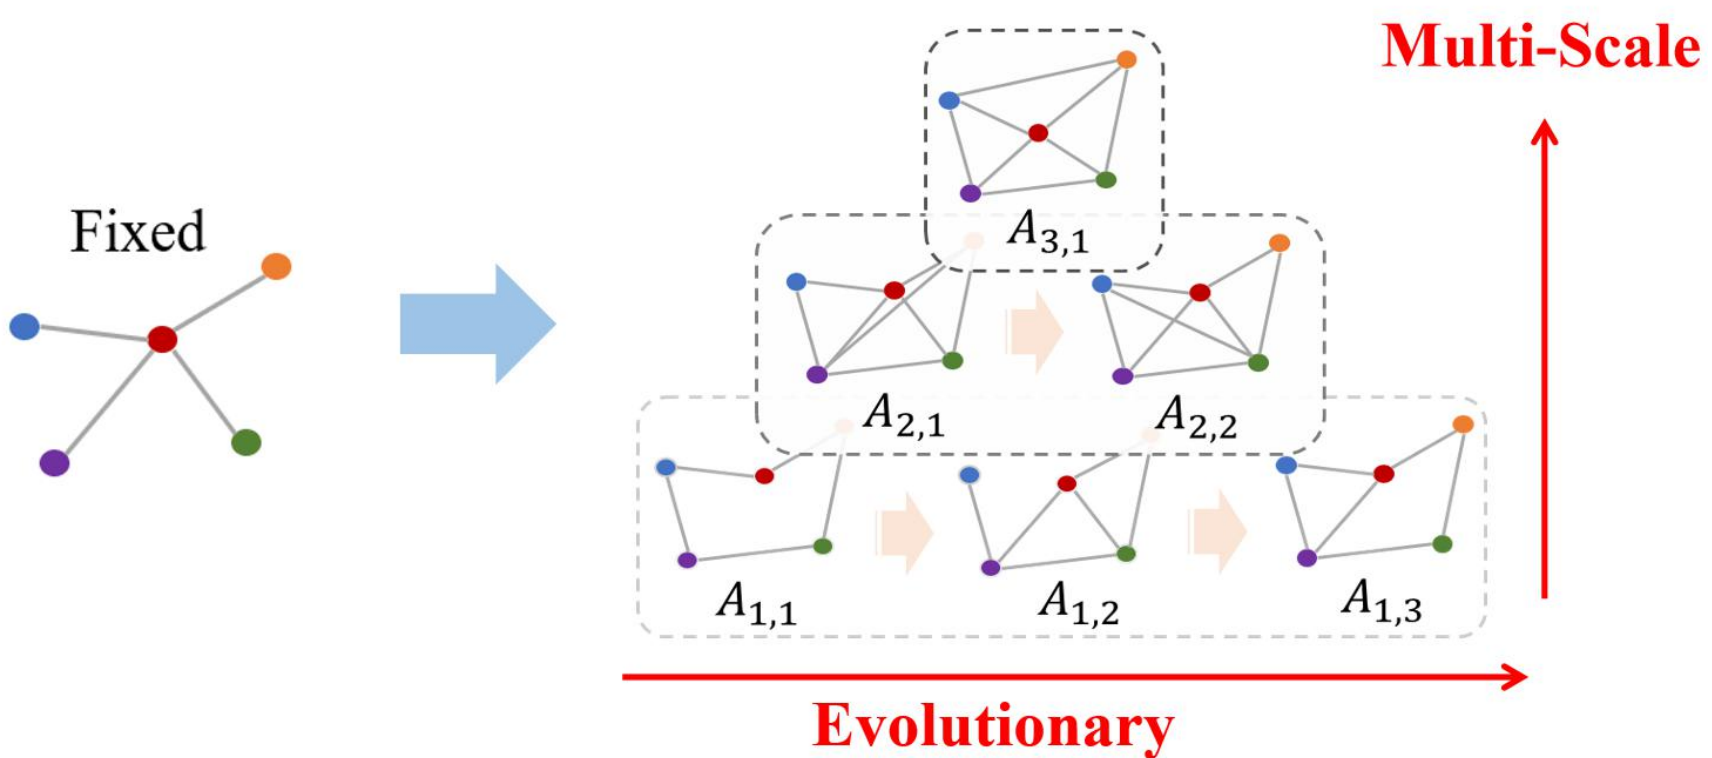 Multi-Scale
Fixed
A3,1
A2,1
A2,2
A1,1
A1,2
A1,3
Evolutionary